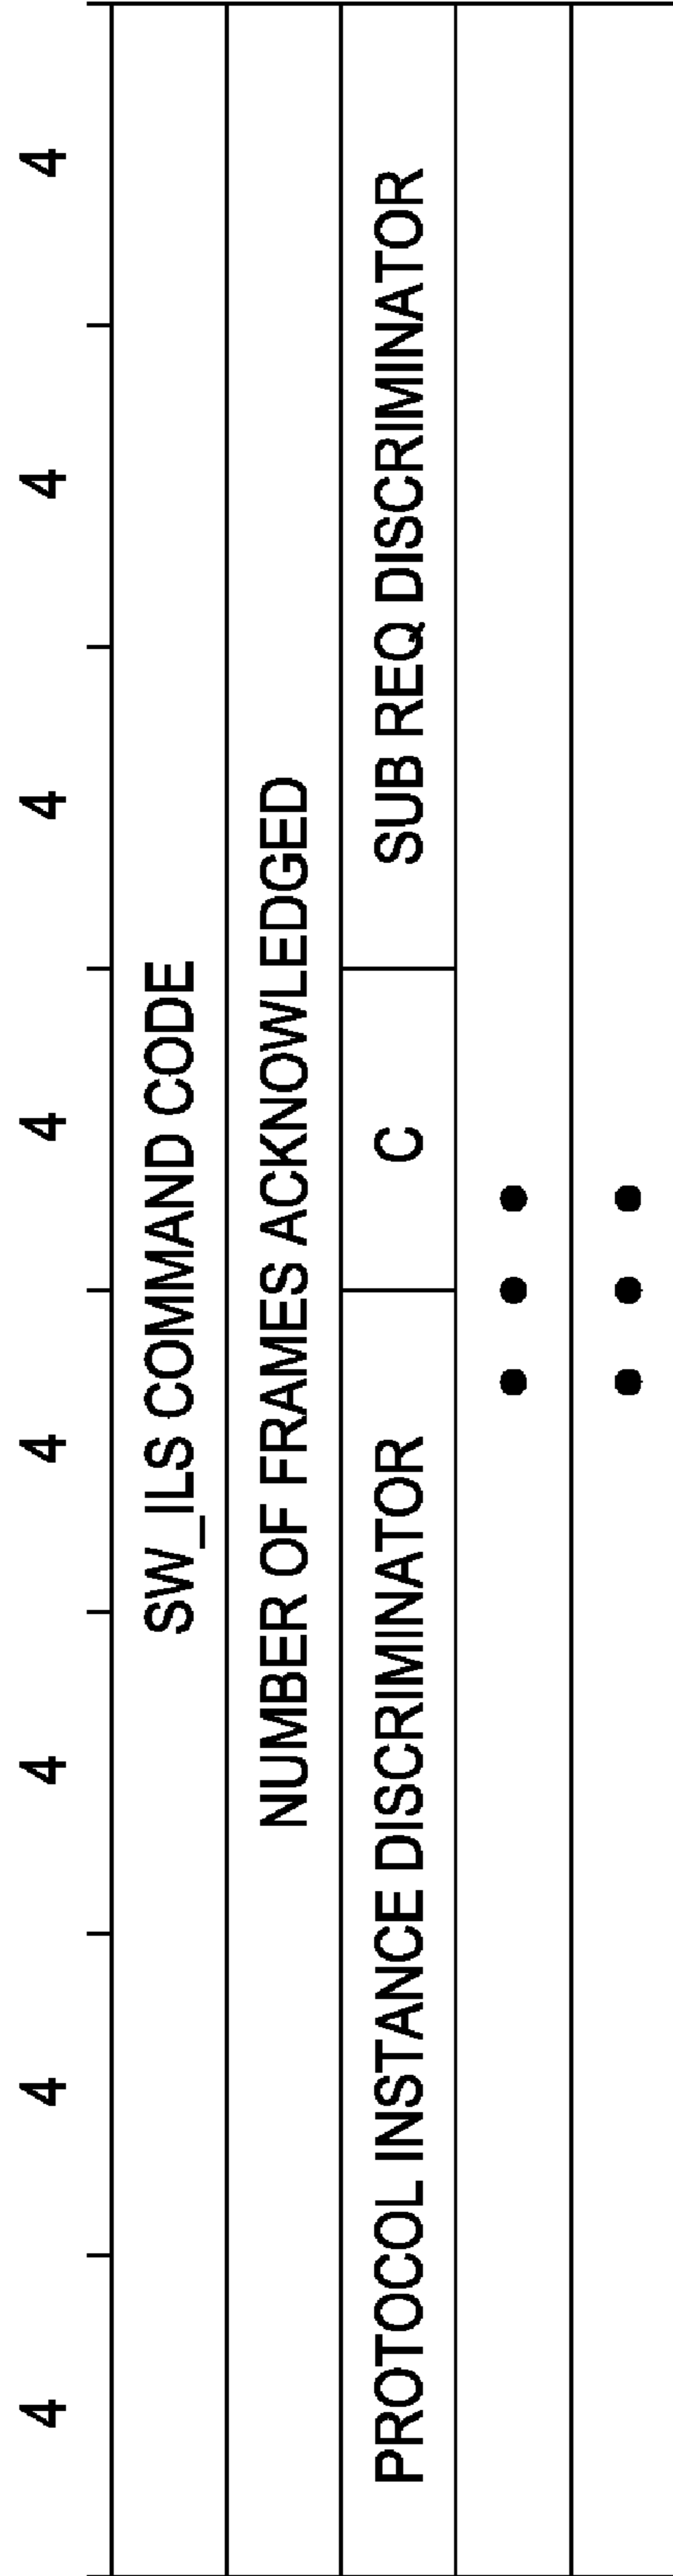 4 4 4 4 4 4 4 4
SW_ILS COMMAND CODE
NUMBER OF FRAMES ACKNOWLEDGED
PROTOCOL INSTANCE DISCRIMINATOR C SUB REQ DISCRIMINATOR